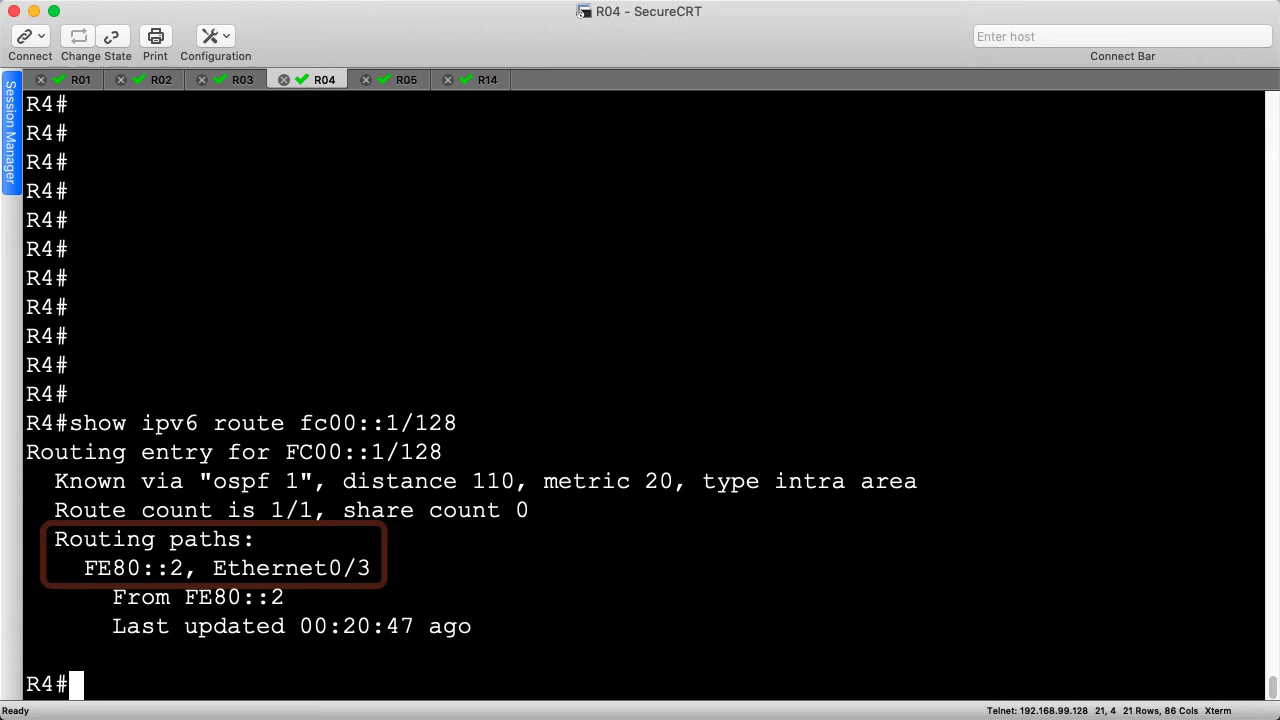 R04 - SecureCRT
Connect
Change State
Print
Configuration
Enter host
Connect Bar
R01
R02
R03
R04
R05
R14
Session Manager
R4#
R4#
R4#
R4#
R4#
R4#
R4#
R4#
R4#
R4#
R4#
R4#show ipv6 route fc00::1/128
Routing entry for FC00::1/128
Known via "ospf 1", distance 110, metric 20, type intra area
Route count is 1/1, share count 0
Routing paths:
FE80::2, Ethernet0/3
From FE80::2
Last updated 00:20:47 ago
R4#
Ready
Telnet: 192.168.99.128 21, 4 21 Rows, 86 Cols Xterm